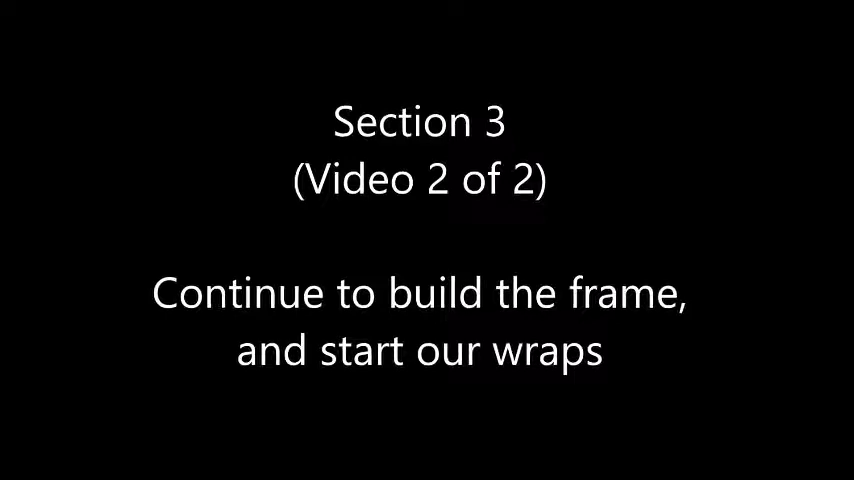 Section 3
(Video 2 of 2)
Continue to build the frame,
and start our wraps